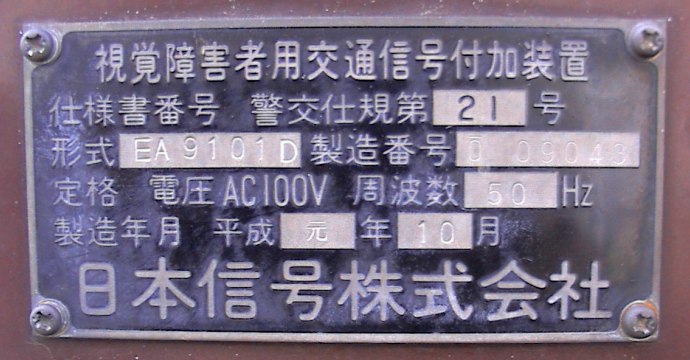 視覚障害者用交通信号付加装置
仕様書番号 警交仕規第 21 号
形式 EA9101D 製造番号 0 09043
定格 電圧 AC100V 周波数 50 Hz
製造年月 平成 元 年 10 月
日本信号株式会社